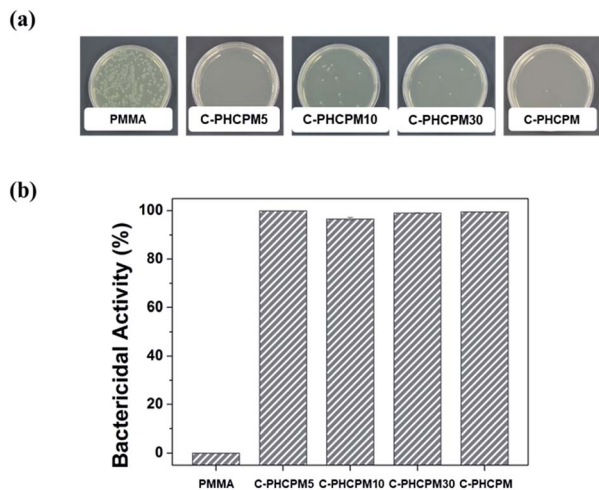 (a)
PMMA C-PHCPM5 C-PHCPM10 C-PHCPM30 C-PHCPM
(b)
Bactericidal Activity (%)
100
80
60
40
20
0
PMMA C-PHCPM5 C-PHCPM10 C-PHCPM30 C-PHCPM